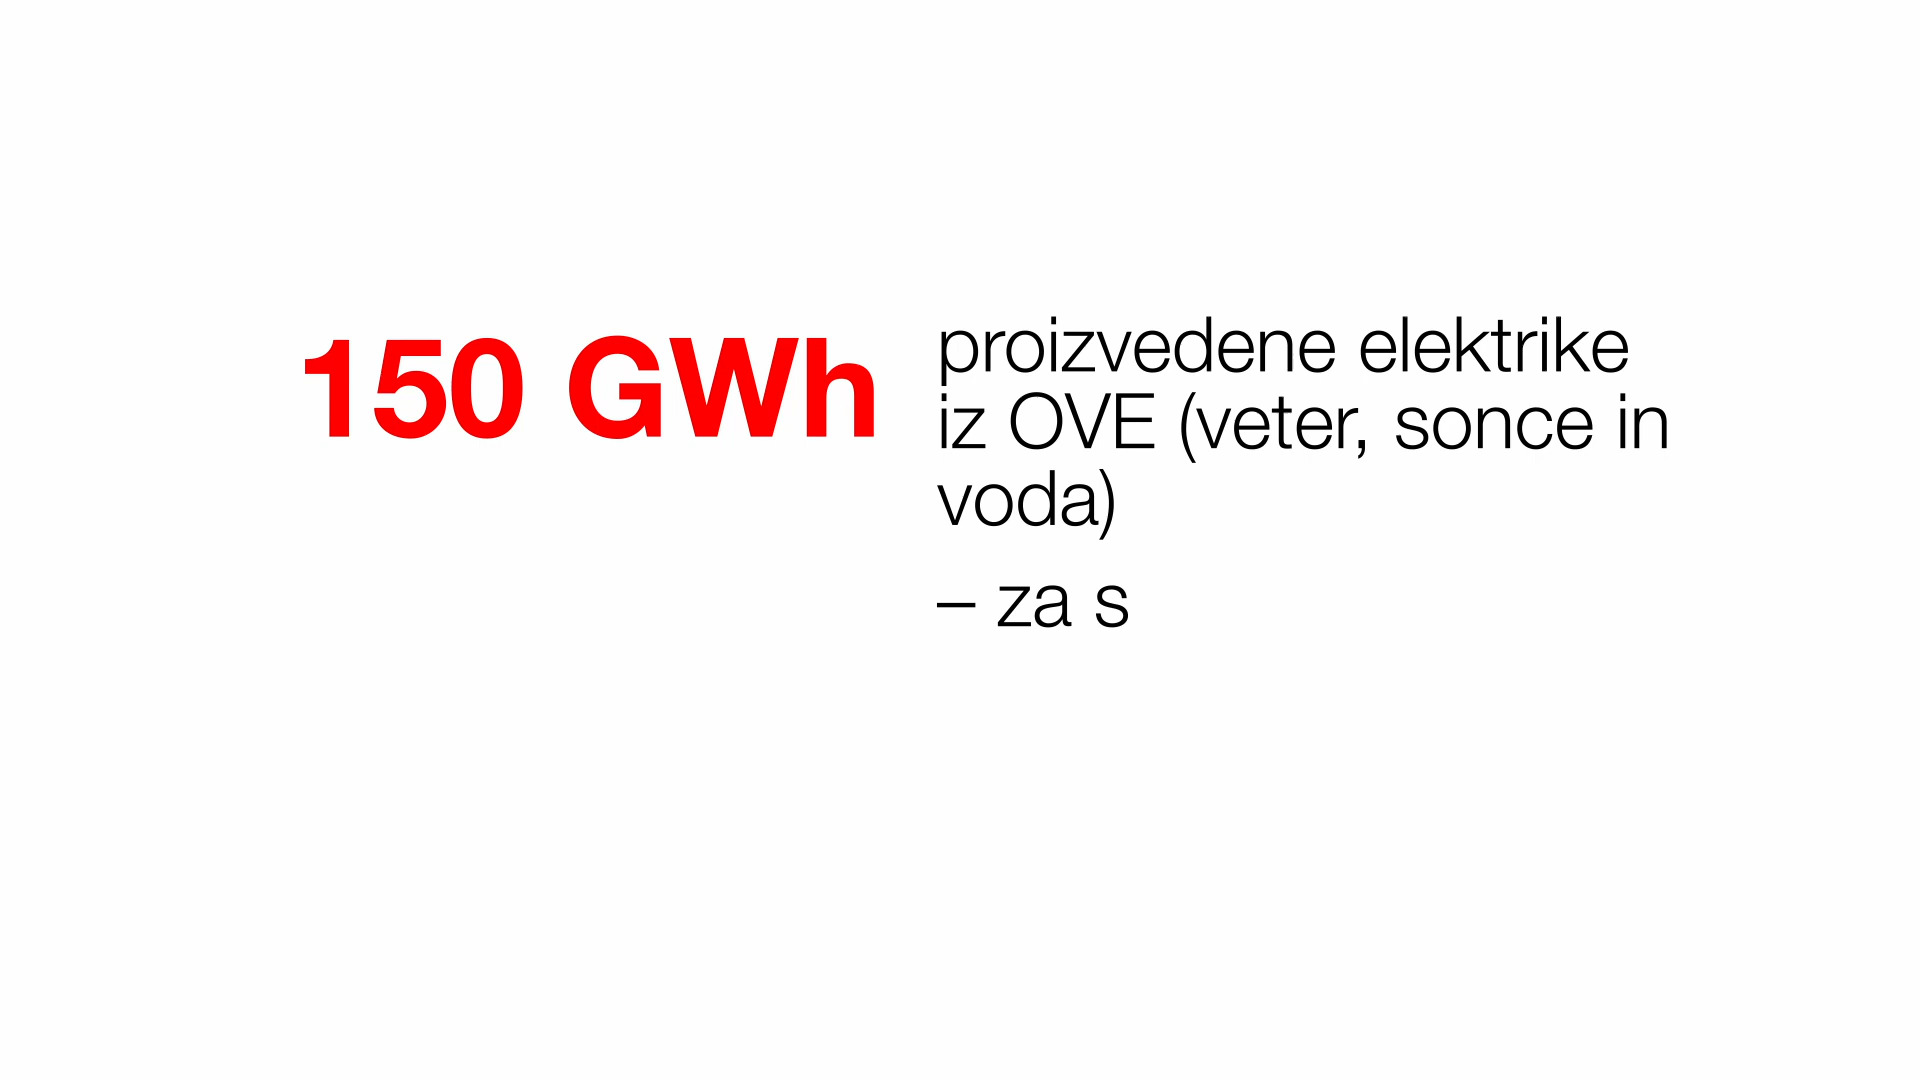 150 GWh
proizvedene elektrike
iz OVE (veter, sonce in
voda)
– za s